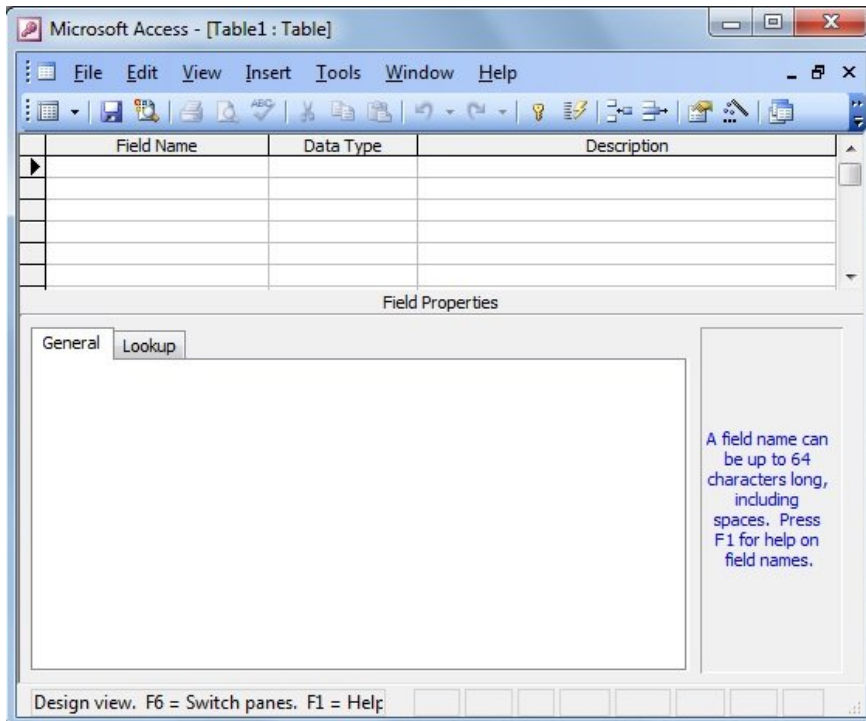 Microsoft Access - [Table1 : Table]
File Edit View Insert Tools Window Help
ABC
Field Name Data Type Description
Field Properties
General Lookup
A field name can
be up to 64
characters long,
including
spaces. Press
F1 for help on
field names.
Design view. F6 = Switch panes. F1 = Help